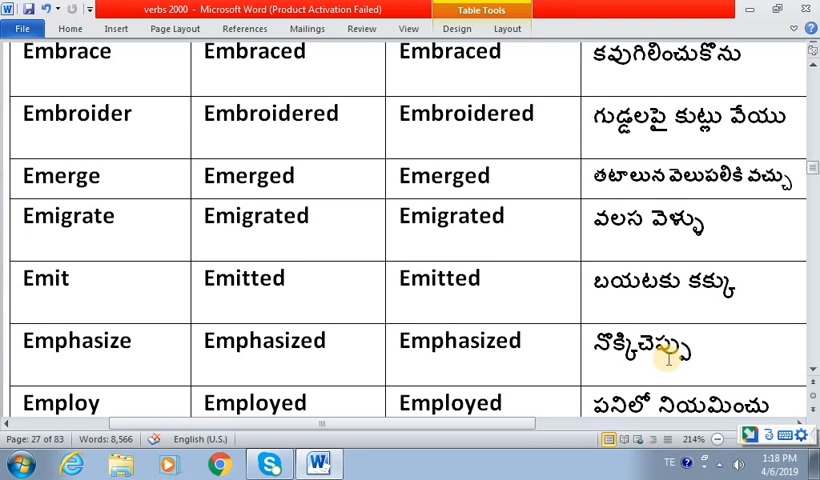 verbs 2000 - Microsoft Word (Product Activation Failed)
Table Tools
File Home Insert Page Layout References Mailings Review View Design Layout
Embrace Embraced Embraced కవుగిలించుకొను
Embroider Embroidered Embroidered గుడ్డలపై కుట్లు వేయు
Emerge Emerged Emerged తటాలున వెలుపలికి వచ్చు
Emigrate Emigrated Emigrated వలస వెళ్ళు
Emit Emitted Emitted బయటకు కక్కు
Emphasize Emphasized Emphasized నొక్కిచెప్పు
Employ Employed Employed పనిలో నియమించు
Page: 27 of 83 Words: 8,566 English (U.S.) 214%
TE 1:18 PM
4/6/2019